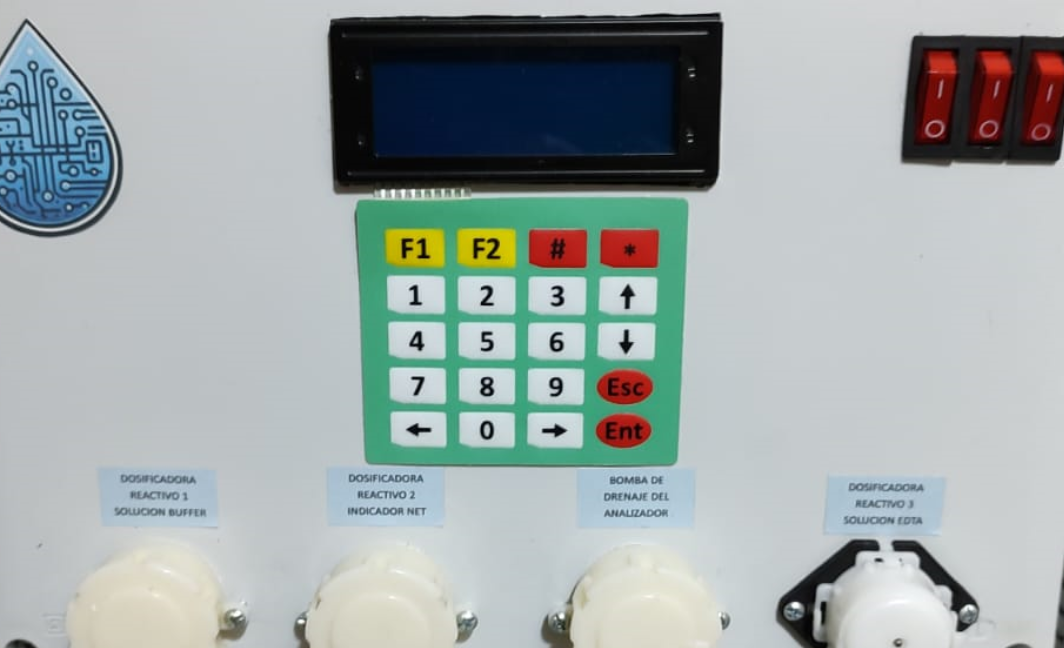 I I I
O O O
F1 F2 # *
1 2 3 ↑
4 5 6 ↓
7 8 9 Esc
← 0 → Ent
DOSIFICADORA
REACTIVO 1
SOLUCION BUFFER
DOSIFICADORA
REACTIVO 2
INDICADOR NET
BOMBA DE
DRENAJE DEL
ANALIZADOR
DOSIFICADORA
REACTIVO 3
SOLUCION EDTA